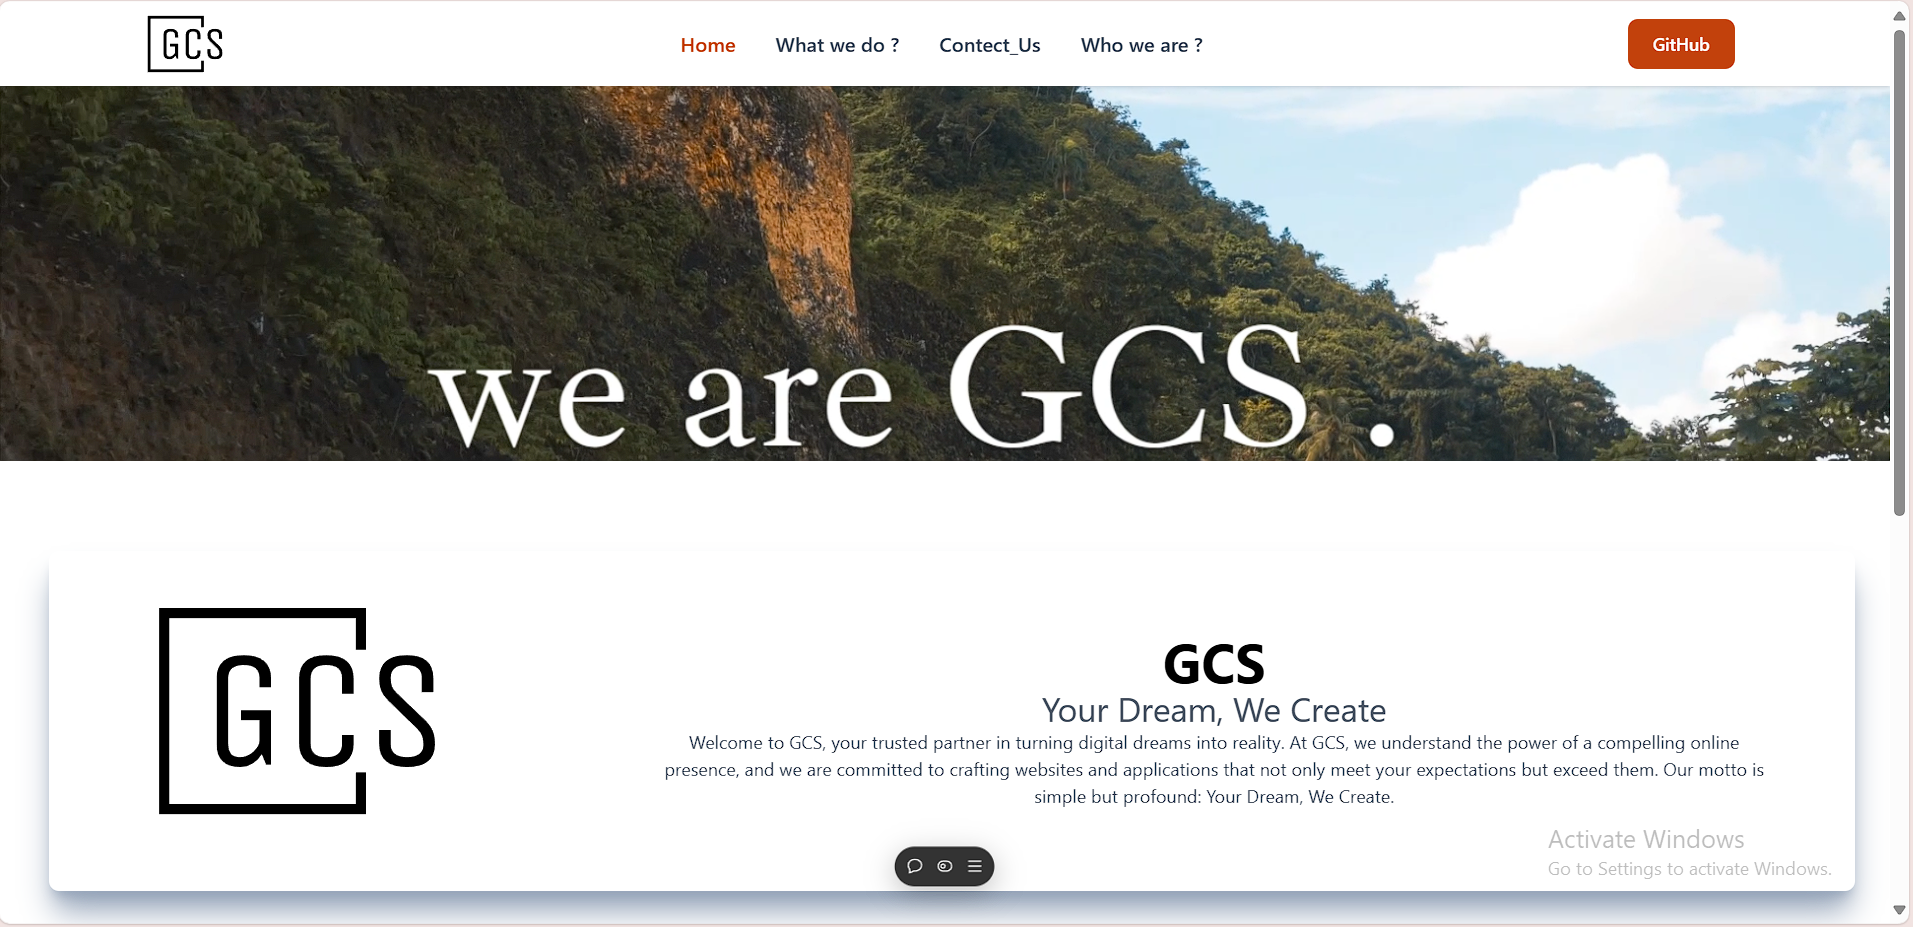 GCS
Home
What we do ?
Contect_Us
Who we are ?
GitHub
we are GCS .
GCS
GCS
Your Dream, We Create
Welcome to GCS, your trusted partner in turning digital dreams into reality. At GCS, we understand the power of a compelling online
presence, and we are committed to crafting websites and applications that not only meet your expectations but exceed them. Our motto is
simple but profound: Your Dream, We Create.
Activate Windows
Go to Settings to activate Windows.